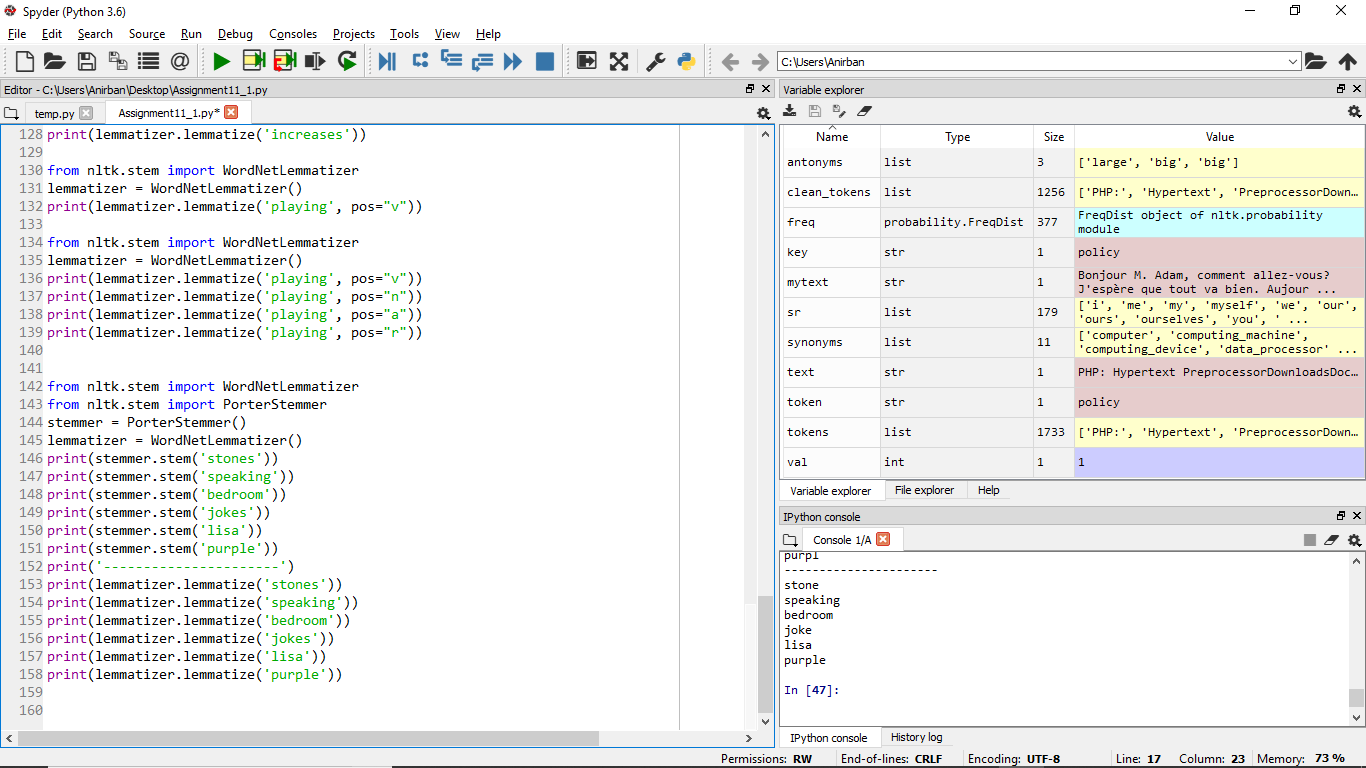 Spyder (Python 3.6)
File Edit Search Source Run Debug Consoles Projects Tools View Help
C:\Users\Anirban
Editor - C:\Users\Anirban\Desktop\Assignment11_1.py
temp.py Assignment11_1.py*
128 print(lemmatizer.lemmatize('increases'))
129
130 from nltk.stem import WordNetLemmatizer
131 lemmatizer = WordNetLemmatizer()
132 print(lemmatizer.lemmatize('playing', pos="v"))
133
134 from nltk.stem import WordNetLemmatizer
135 lemmatizer = WordNetLemmatizer()
136 print(lemmatizer.lemmatize('playing', pos="v"))
137 print(lemmatizer.lemmatize('playing', pos="n"))
138 print(lemmatizer.lemmatize('playing', pos="a"))
139 print(lemmatizer.lemmatize('playing', pos="r"))
140
141
142 from nltk.stem import WordNetLemmatizer
143 from nltk.stem import PorterStemmer
144 stemmer = PorterStemmer()
145 lemmatizer = WordNetLemmatizer()
146 print(stemmer.stem('stones'))
147 print(stemmer.stem('speaking'))
148 print(stemmer.stem('bedroom'))
149 print(stemmer.stem('jokes'))
150 print(stemmer.stem('lisa'))
151 print(stemmer.stem('purple'))
152 print('----------------------')
153 print(lemmatizer.lemmatize('stones'))
154 print(lemmatizer.lemmatize('speaking'))
155 print(lemmatizer.lemmatize('bedroom'))
156 print(lemmatizer.lemmatize('jokes'))
157 print(lemmatizer.lemmatize('lisa'))
158 print(lemmatizer.lemmatize('purple'))
159
160
Variable explorer
Name Type Size Value
antonyms list 3 ['large', 'big', 'big']
clean_tokens list 1256 ['PHP:', 'Hypertext', 'PreprocessorDown...
freq probability.FreqDist 377 FreqDist object of nltk.probability
module
key str 1 policy
mytext str 1 Bonjour M. Adam, comment allez-vous?
J'espère que tout va bien. Aujour ...
sr list 179 ['i', 'me', 'my', 'myself', 'we', 'our',
'ours', 'ourselves', 'you', ' ...
synonyms list 11 ['computer', 'computing_machine',
'computing_device', 'data_processor' ...
text str 1 PHP: Hypertext PreprocessorDownloadsDoc...
token str 1 policy
tokens list 1733 ['PHP:', 'Hypertext', 'PreprocessorDown...
val int 1 1
Variable explorer File explorer Help
IPython console
Console 1/A
purpl
----------------------
stone
speaking
bedroom
joke
lisa
purple
In [47]:
IPython console History log
Permissions: RW End-of-lines: CRLF Encoding: UTF-8 Line: 17 Column: 23 Memory: 73 %